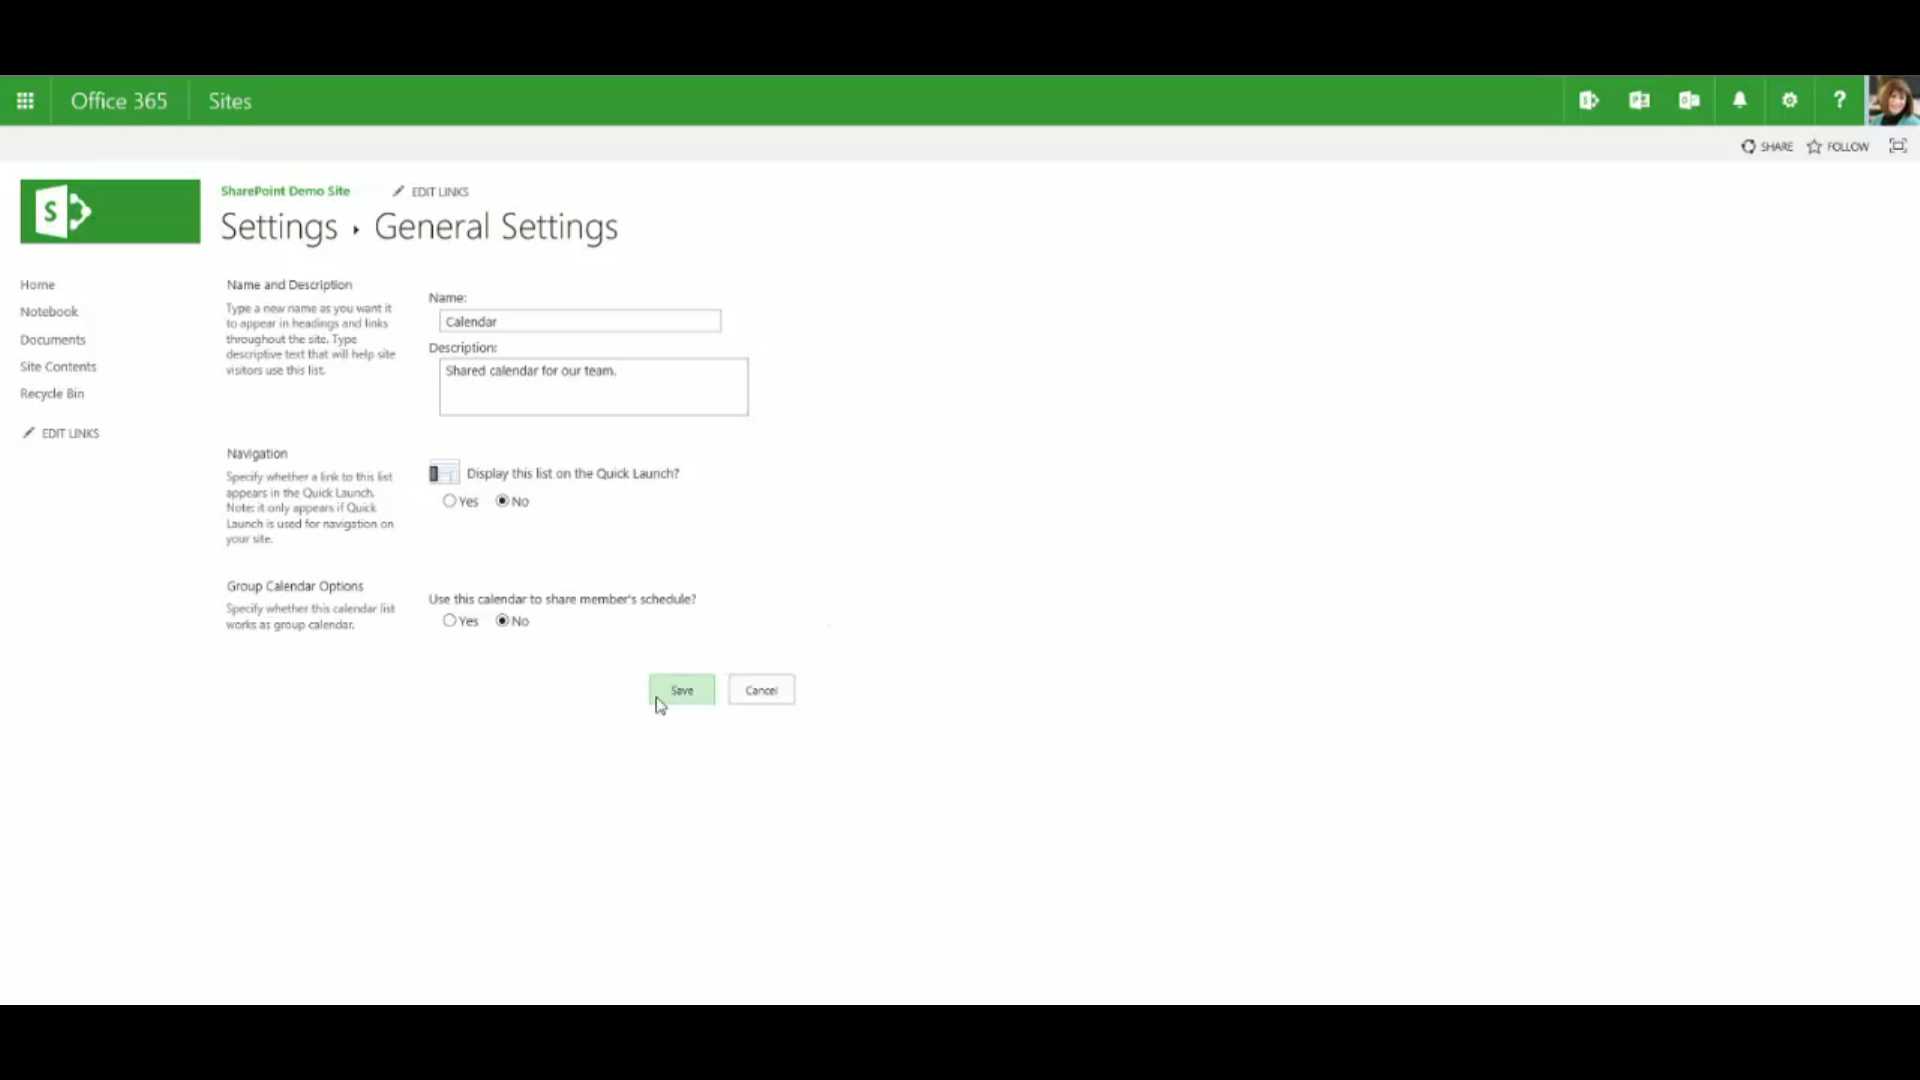 Office 365
Sites
SHARE
FOLLOW
SharePoint Demo Site
EDIT LINKS
Settings ▸ General Settings
Home
Notebook
Documents
Site Contents
Recycle Bin
EDIT LINKS
Name and Description
Type a new name as you want it
to appear in headings and links
throughout the site. Type
descriptive text that will help site
visitors use this list.
Name:
Calendar
Description:
Shared calendar for our team.
Navigation
Specify whether a link to this list
appears in the Quick Launch.
Note: it only appears if Quick
Launch is used for navigation on
your site.
Display this list on the Quick Launch?
Yes No
Group Calendar Options
Specify whether this calendar list
works as group calendar.
Use this calendar to share member's schedule?
Yes No
Save
Cancel